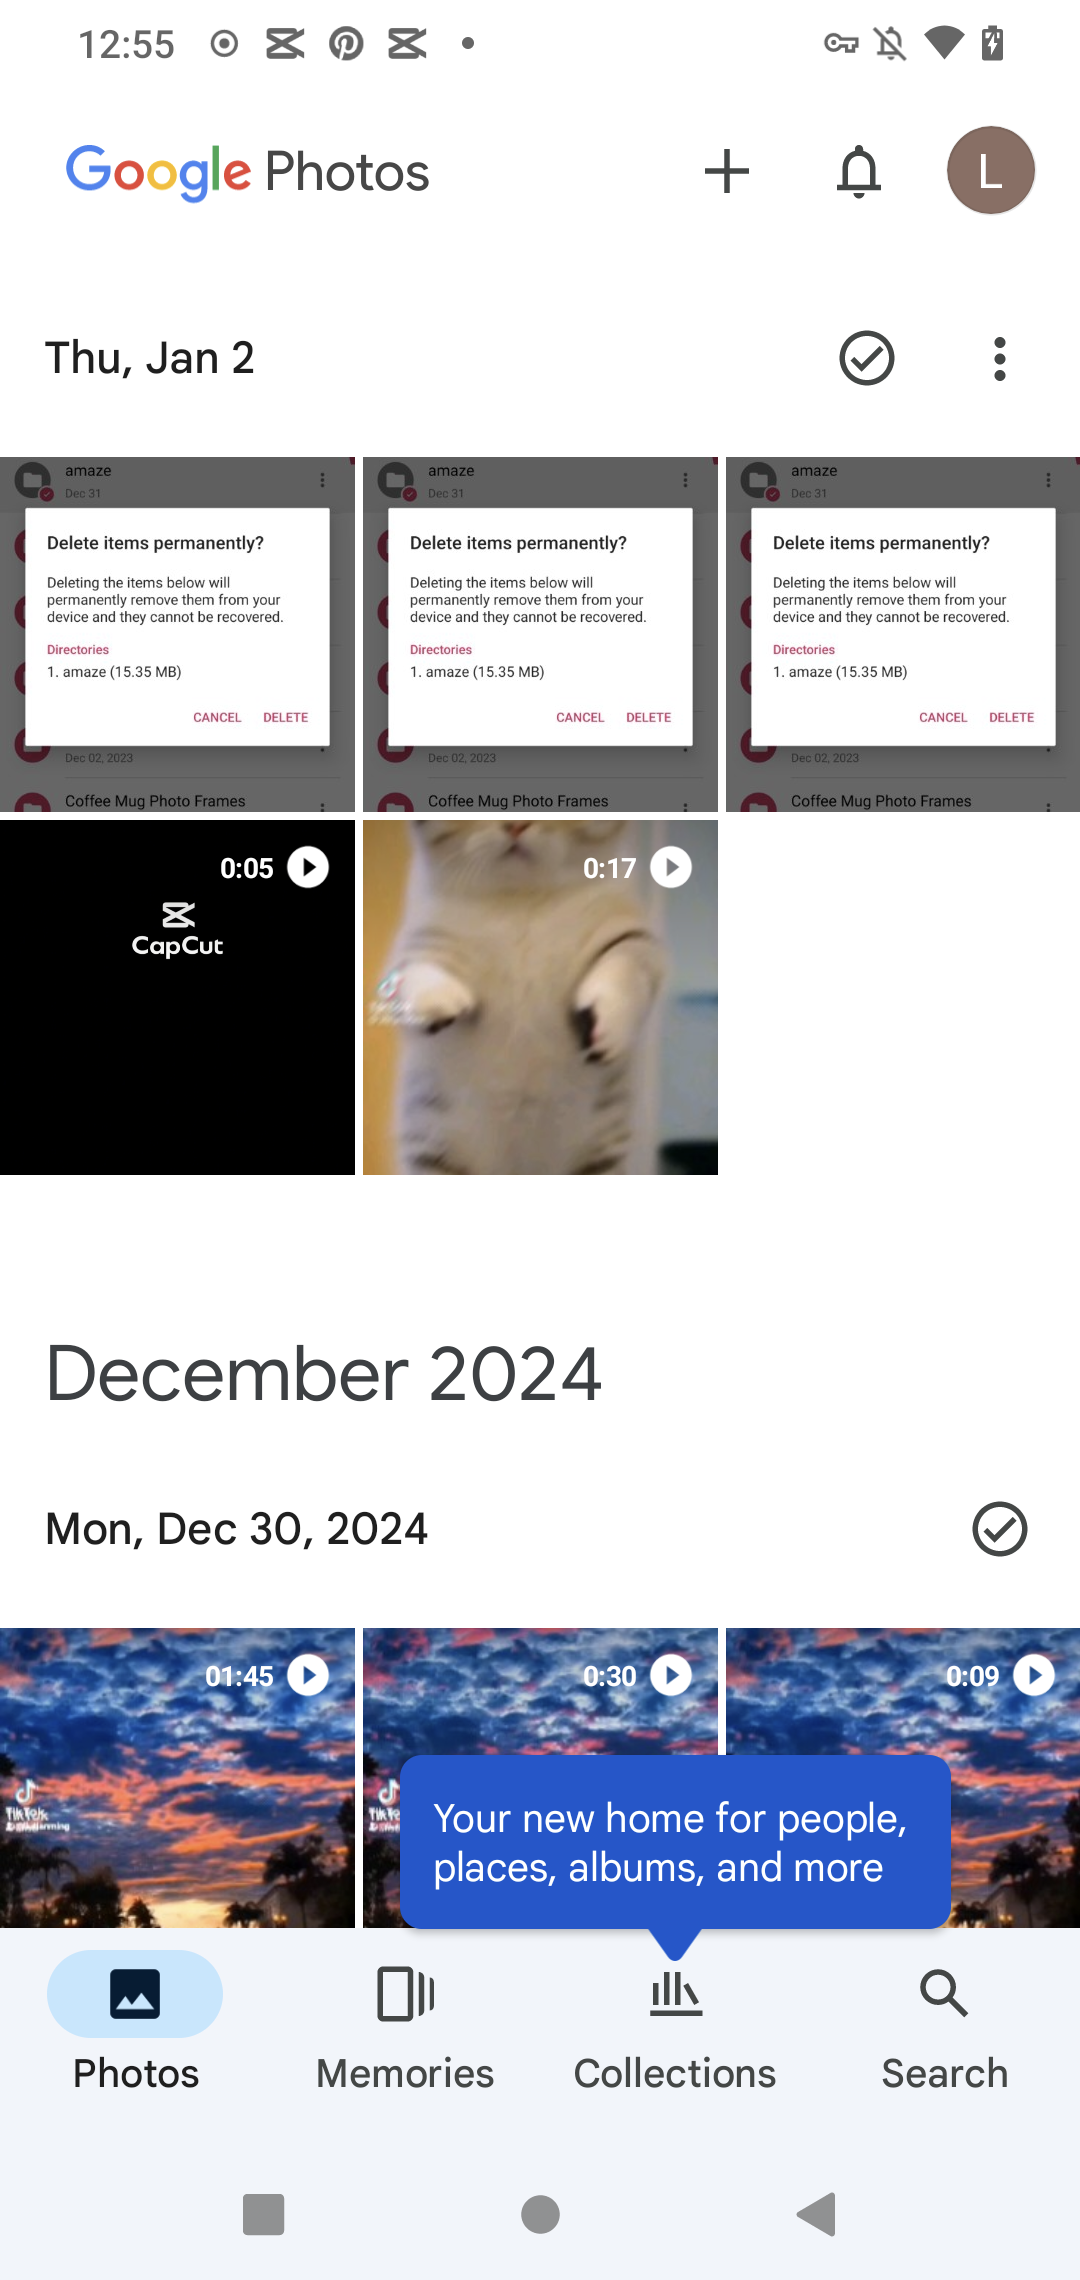 12:55
Google Photos
L
Thu, Jan 2
amaze
Dec 31
Delete items permanently?
Deleting the items below will
permanently remove them from your
device and they cannot be recovered.
Directories
1. amaze (15.35 MB)
CANCEL DELETE
Dec 02, 2023
Coffee Mug Photo Frames
amaze
Dec 31
Delete items permanently?
Deleting the items below will
permanently remove them from your
device and they cannot be recovered.
Directories
1. amaze (15.35 MB)
CANCEL DELETE
Dec 02, 2023
Coffee Mug Photo Frames
amaze
Dec 31
Delete items permanently?
Deleting the items below will
permanently remove them from your
device and they cannot be recovered.
Directories
1. amaze (15.35 MB)
CANCEL DELETE
Dec 02, 2023
Coffee Mug Photo Frames
0:05
CapCut
0:17
December 2024
Mon, Dec 30, 2024
01:45
TikTok
0:30
0:09
Your new home for people,
places, albums, and more
Photos
Memories
Collections
Search